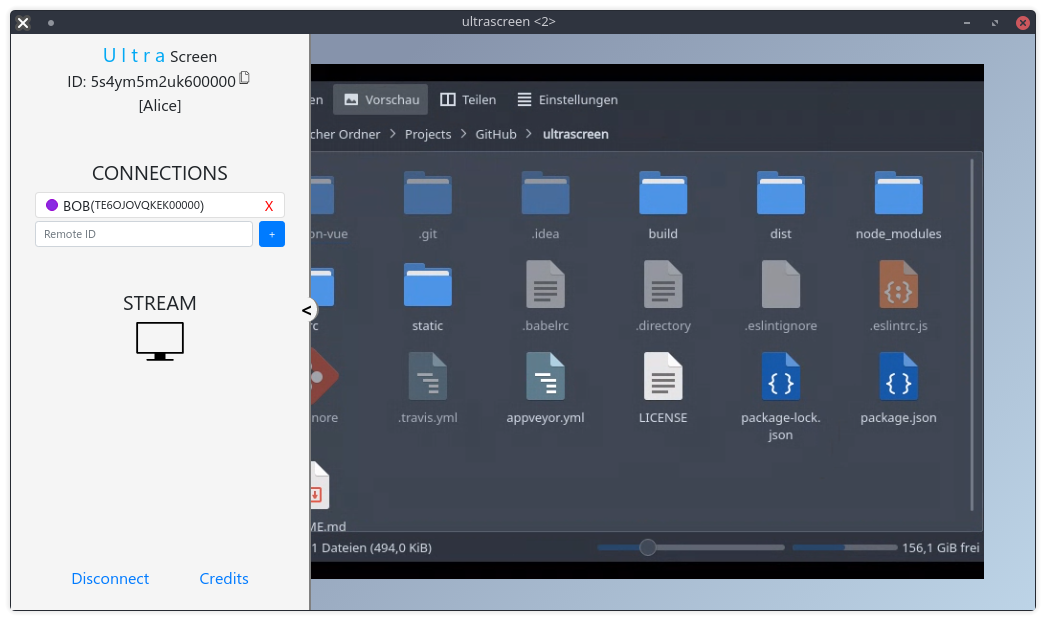 ultrascreen <2>
U l t r a Screen
ID: 5s4ym5m2uk600000
[Alice]
CONNECTIONS
BOB(TE6OJOVQKEK00000)
X
Remote ID
+
STREAM
<
Disconnect Credits
en Vorschau Teilen Einstellungen
cher Ordner > Projects > GitHub > ultrascreen
on-vue .git .idea build dist node_modules
rc static .babelrc .directory .eslintignore .eslintrc.js
nore .travis.yml appveyor.yml LICENSE package-lock. package.json
json
ME.md
1 Dateien (494,0 KiB) 156,1 GiB frei